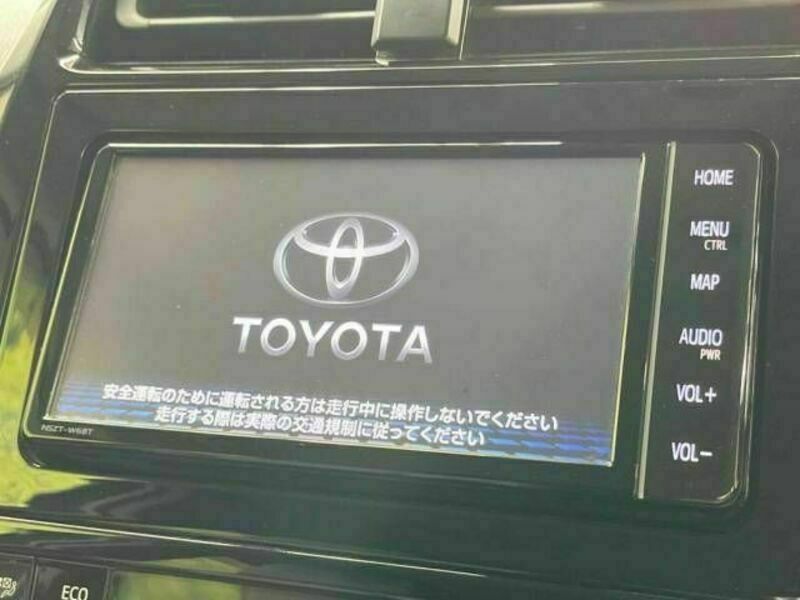 TOYOTA
安全運転のために運転される方は走行中に操作しないでください
走行する際は実際の交通規制に従ってください
NSZT-W68T
HOME
MENU
CTRL
MAP
AUDIO
PWR
VOL+
VOL−
ECO